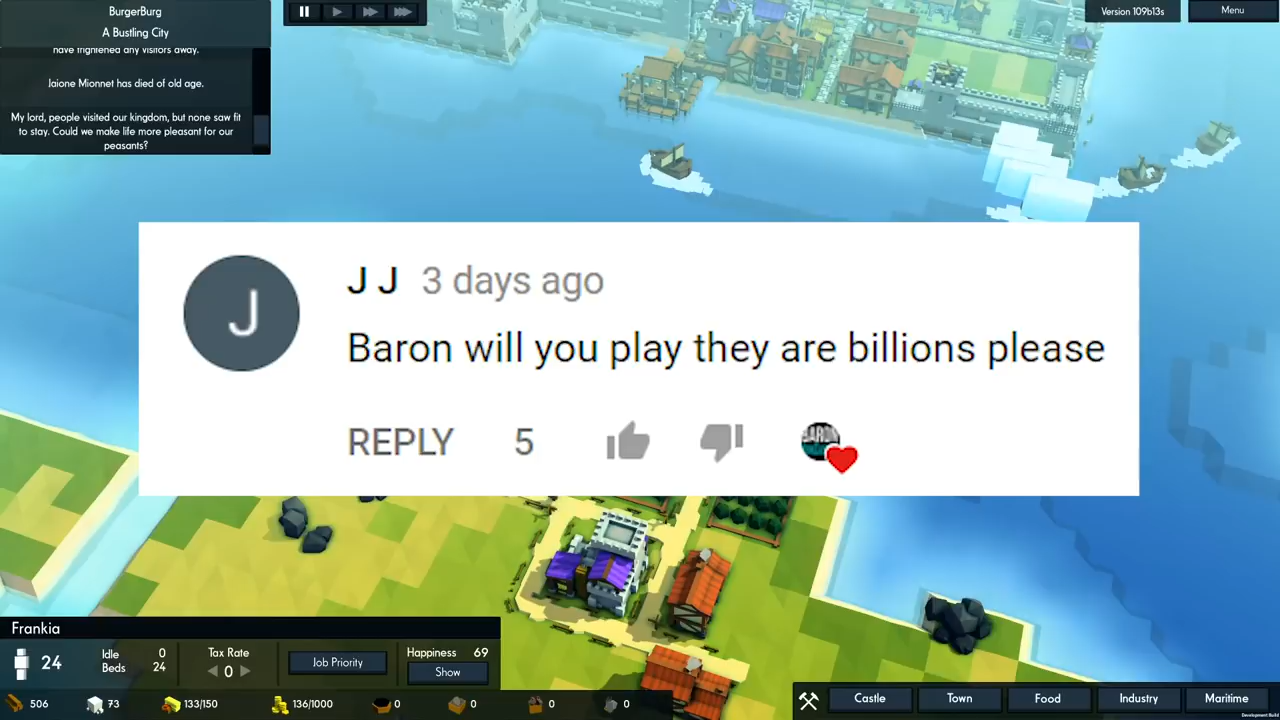 BurgerBurg
A Bustling City
have frightened any visitors away.
Jaione Mionnet has died of old age.
My lord, people visited our kingdom, but none saw fit
to stay. Could we make life more pleasant for our
peasants?
Version 109b13s
Menu
J
J J 3 days ago
Baron will you play they are billions please
REPLY 5
BARON
Frankia
24
Idle 0
Beds 24
Tax Rate
0
Job Priority
Happiness 69
Show
506 73 133/150 136/1000 0 0 0 0
Castle Town Food Industry Maritime
Development Build